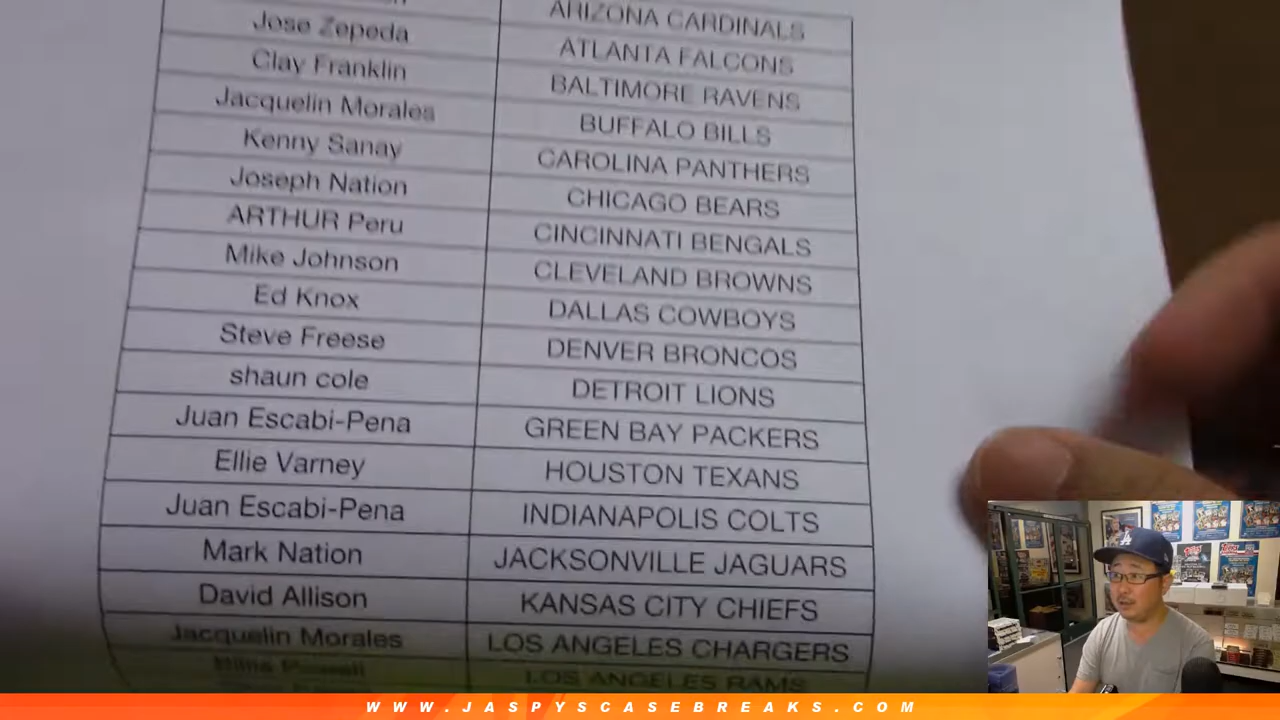 ARIZONA CARDINALS
Jose Zepeda ATLANTA FALCONS
Clay Franklin BALTIMORE RAVENS
Jacquelin Morales BUFFALO BILLS
Kenny Sanay CAROLINA PANTHERS
Joseph Nation CHICAGO BEARS
ARTHUR Peru CINCINNATI BENGALS
Mike Johnson CLEVELAND BROWNS
Ed Knox DALLAS COWBOYS
Steve Freese DENVER BRONCOS
shaun cole DETROIT LIONS
Juan Escabi-Pena GREEN BAY PACKERS
Ellie Varney HOUSTON TEXANS
Juan Escabi-Pena INDIANAPOLIS COLTS
Mark Nation JACKSONVILLE JAGUARS
David Allison KANSAS CITY CHIEFS
Jacquelin Morales LOS ANGELES CHARGERS
LOS ANGELES RAMS
WWW.JASPYSCASEBREAKS.COM